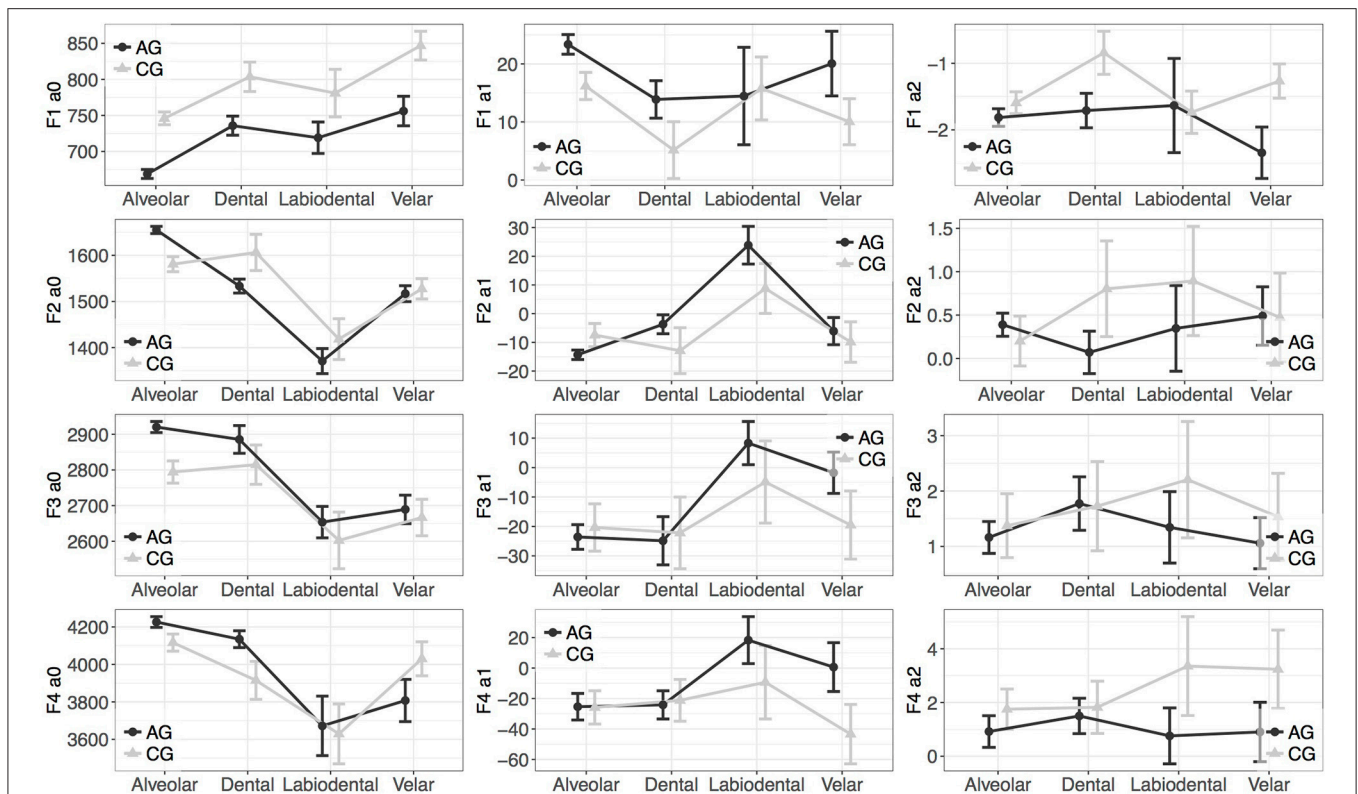 F1 a0
850
800
750
700
AG
CG
Alveolar Dental Labiodental Velar
F1 a1
20
10
0
AG
CG
Alveolar Dental Labiodental Velar
F1 a2
−1
−2
AG
CG
Alveolar Dental Labiodental Velar
F2 a0
1600
1500
1400
AG
CG
Alveolar Dental Labiodental Velar
F2 a1
30
20
10
0
−10
−20
AG
CG
Alveolar Dental Labiodental Velar
F2 a2
1.5
1.0
0.5
0.0
AG
CG
Alveolar Dental Labiodental Velar
F3 a0
2900
2800
2700
2600
AG
CG
Alveolar Dental Labiodental Velar
F3 a1
10
0
−10
−20
−30
AG
CG
Alveolar Dental Labiodental Velar
F3 a2
3
2
1
AG
CG
Alveolar Dental Labiodental Velar
F4 a0
4200
4000
3800
3600
AG
CG
Alveolar Dental Labiodental Velar
F4 a1
20
0
−20
−40
−60
AG
CG
Alveolar Dental Labiodental Velar
F4 a2
4
2
0
AG
CG
Alveolar Dental Labiodental Velar